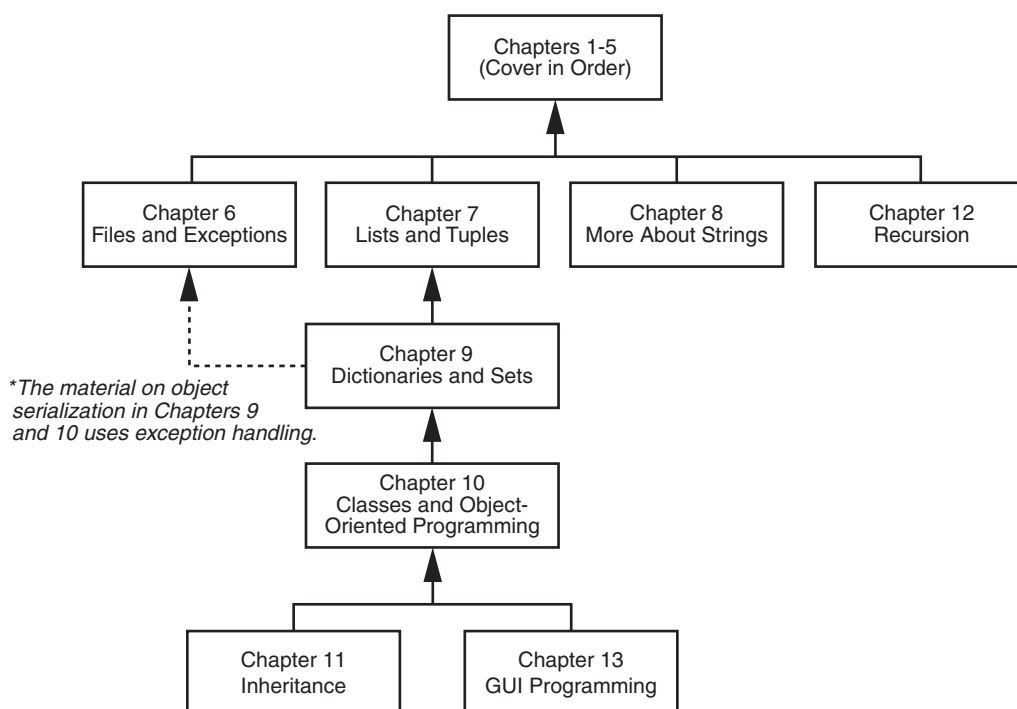 Chapters 1-5
(Cover in Order)
Chapter 6
Files and Exceptions
Chapter 7
Lists and Tuples
Chapter 8
More About Strings
Chapter 12
Recursion
Chapter 9
Dictionaries and Sets
*The material on object
serialization in Chapters 9
and 10 uses exception handling.
Chapter 10
Classes and Object-
Oriented Programming
Chapter 11
Inheritance
Chapter 13
GUI Programming